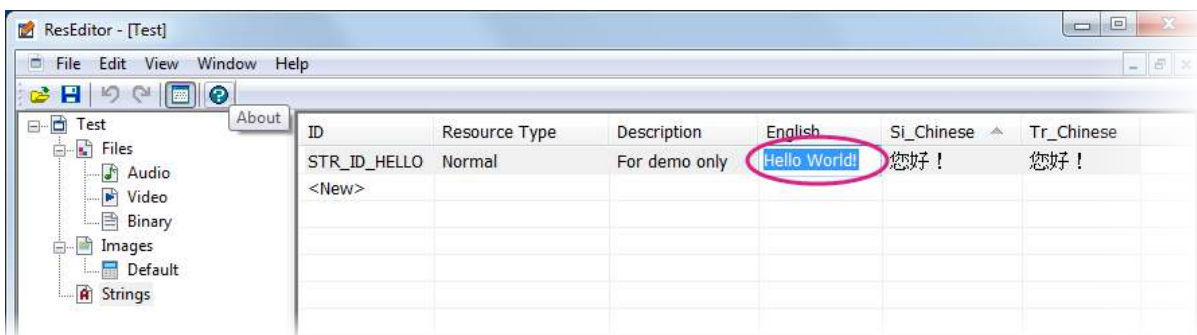 ResEditor - [Test]
File Edit View Window Help
About
Test
Files
Audio
Video
Binary
Images
Default
Strings
ID Resource Type Description English Si_Chinese Tr_Chinese
STR_ID_HELLO Normal For demo only Hello World! 您好！ 您好！
<New>